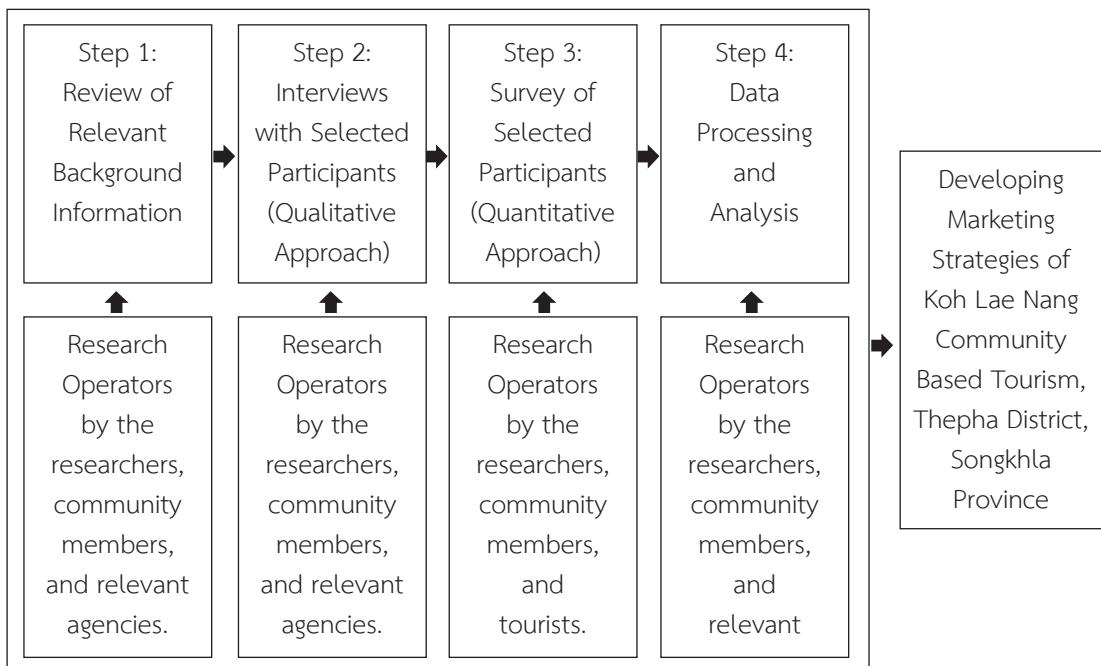 Step 1:
Review of
Relevant
Background
Information
Step 2:
Interviews
with Selected
Participants
(Qualitative
Approach)
Step 3:
Survey of
Selected
Participants
(Quantitative
Approach)
Step 4:
Data
Processing
and
Analysis
Research
Operators
by the
researchers,
community
members,
and relevant
agencies.
Research
Operators
by the
researchers,
community
members,
and relevant
agencies.
Research
Operators
by the
researchers,
community
members,
and
tourists.
Research
Operators
by the
researchers,
community
members,
and
relevant
Developing
Marketing
Strategies of
Koh Lae Nang
Community
Based Tourism,
Thepha District,
Songkhla
Province